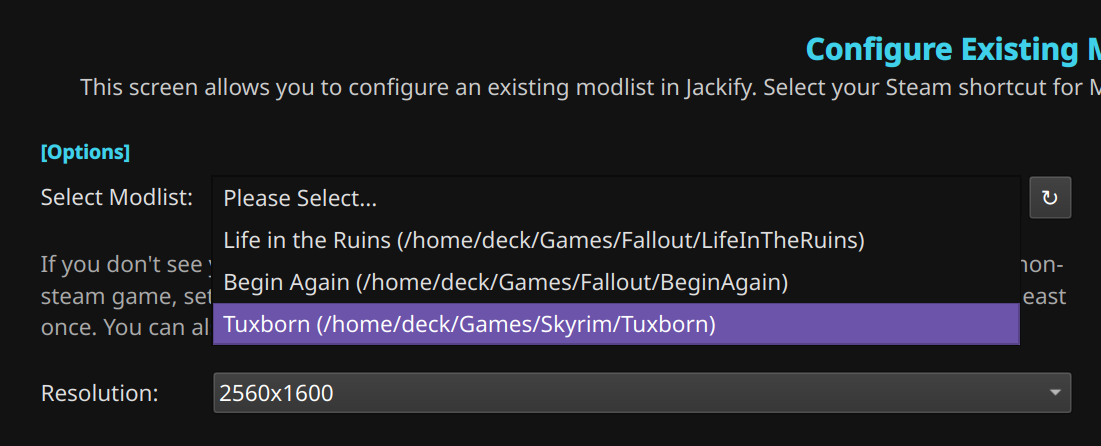 Configure Existing
This screen allows you to configure an existing modlist in Jackify. Select your Steam shortcut for M
[Options]
Select Modlist:
Please Select...
↻
Life in the Ruins (/home/deck/Games/Fallout/LifeInTheRuins)
Begin Again (/home/deck/Games/Fallout/BeginAgain)
Tuxborn (/home/deck/Games/Skyrim/Tuxborn)
If you don't see non-
steam game, set east
once. You can al
Resolution:
2560x1600